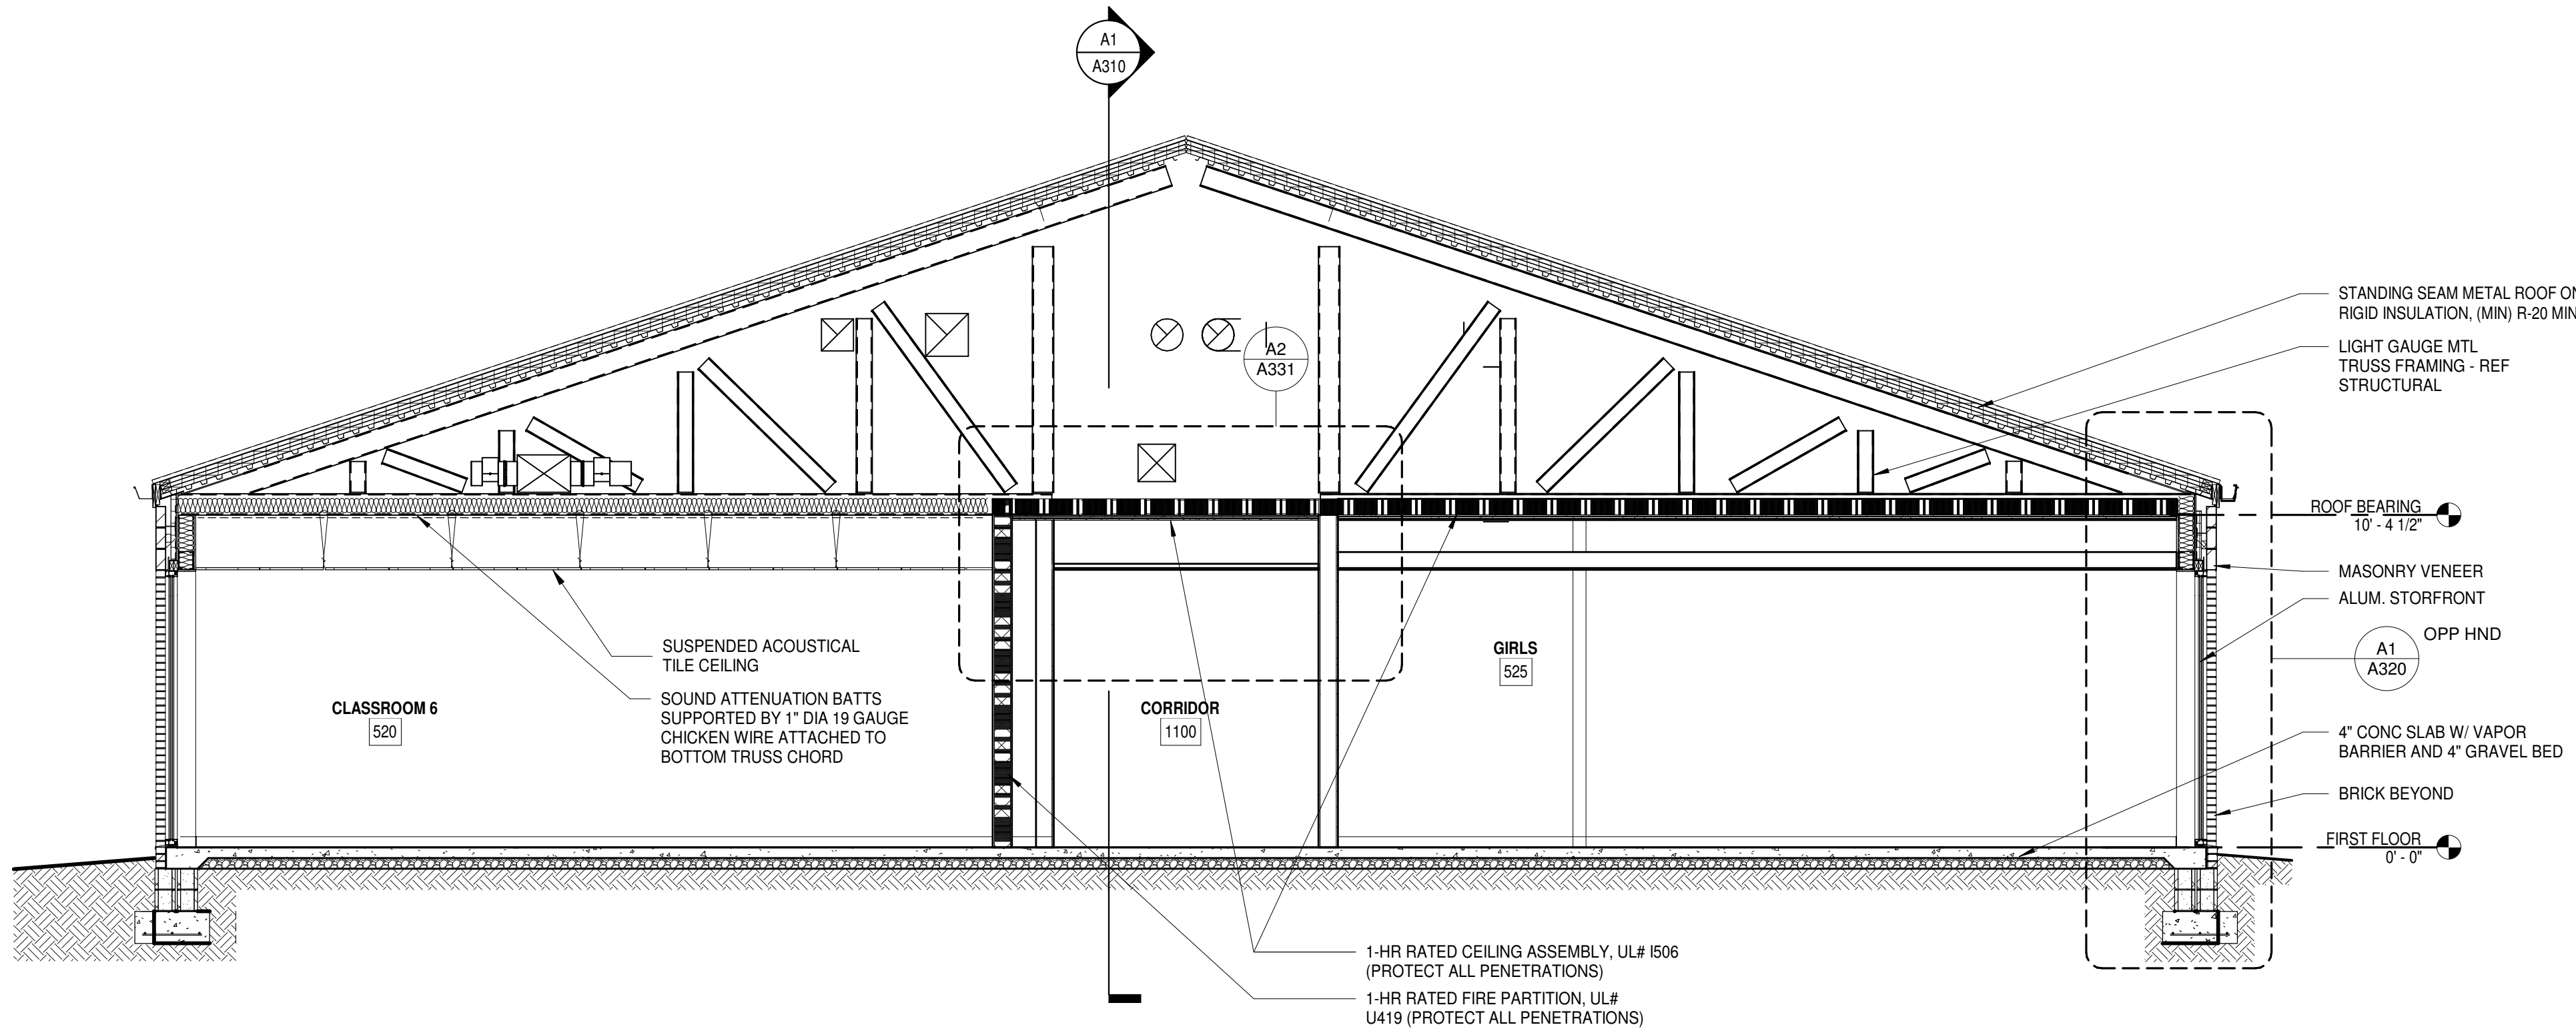 A1
A310
A2
A331
STANDING SEAM METAL ROOF ON
RIGID INSULATION, (MIN) R-20 MIN
LIGHT GAUGE MTL
TRUSS FRAMING - REF
STRUCTURAL
ROOF BEARING
10' - 4 1/2"
MASONRY VENEER
ALUM. STORFRONT
OPP HND
A1
A320
SUSPENDED ACOUSTICAL
TILE CEILING
SOUND ATTENUATION BATTS
SUPPORTED BY 1" DIA 19 GAUGE
CHICKEN WIRE ATTACHED TO
BOTTOM TRUSS CHORD
CLASSROOM 6
520
CORRIDOR
1100
GIRLS
525
4" CONC SLAB W/ VAPOR
BARRIER AND 4" GRAVEL BED
BRICK BEYOND
FIRST FLOOR
0' - 0"
1-HR RATED CEILING ASSEMBLY, UL# I506
(PROTECT ALL PENETRATIONS)
1-HR RATED FIRE PARTITION, UL#
U419 (PROTECT ALL PENETRATIONS)